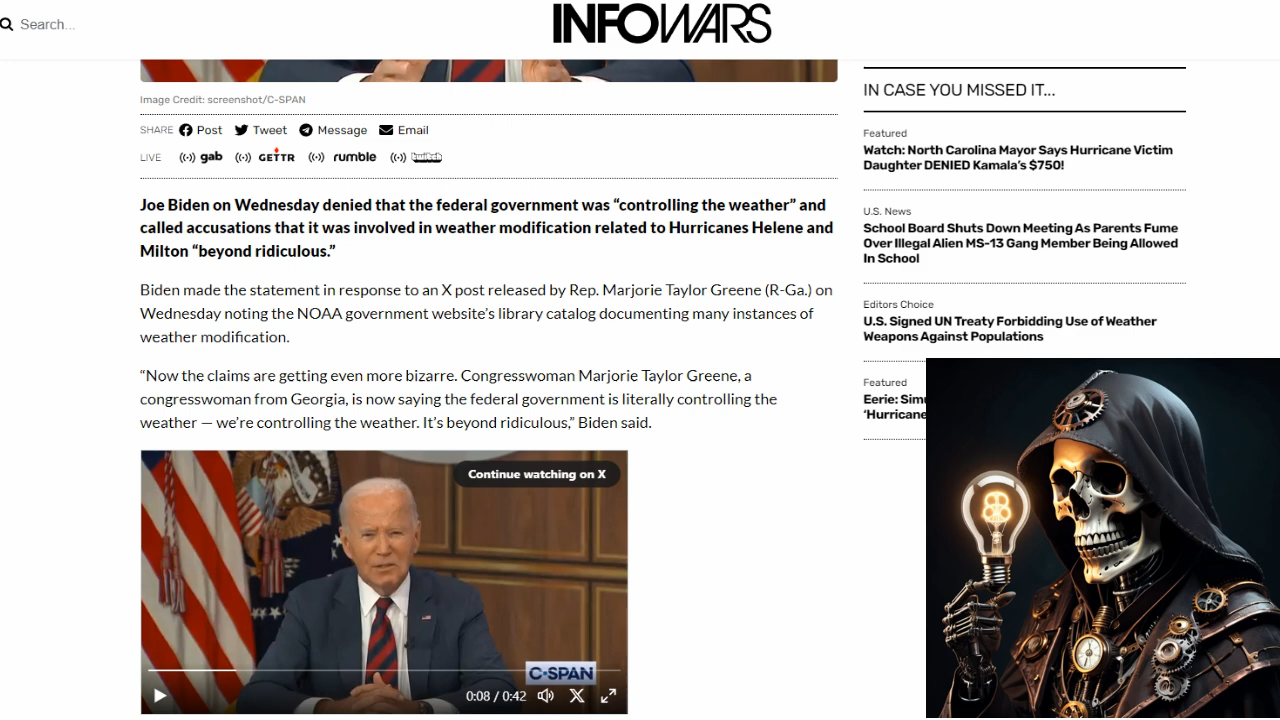 Search...
INFOWARS
Image Credit: screenshot/C-SPAN
SHARE Post Tweet Message Email
LIVE gab GETTR rumble
Joe Biden on Wednesday denied that the federal government was “controlling the weather” and
called accusations that it was involved in weather modification related to Hurricanes Helene and
Milton “beyond ridiculous.”
Biden made the statement in response to an X post released by Rep. Marjorie Taylor Greene (R-Ga.) on
Wednesday noting the NOAA government website’s library catalog documenting many instances of
weather modification.
“Now the claims are getting even more bizarre. Congresswoman Marjorie Taylor Greene, a
congresswoman from Georgia, is now saying the federal government is literally controlling the
weather — we’re controlling the weather. It’s beyond ridiculous,” Biden said.
Continue watching on X
C-SPAN
0:08 / 0:42
IN CASE YOU MISSED IT...
Featured
Watch: North Carolina Mayor Says Hurricane Victim
Daughter DENIED Kamala’s $750!
U.S. News
School Board Shuts Down Meeting As Parents Fume
Over Illegal Alien MS-13 Gang Member Being Allowed
In School
Editors Choice
U.S. Signed UN Treaty Forbidding Use of Weather
Weapons Against Populations
Featured
Eerie: Simu
‘Hurricane